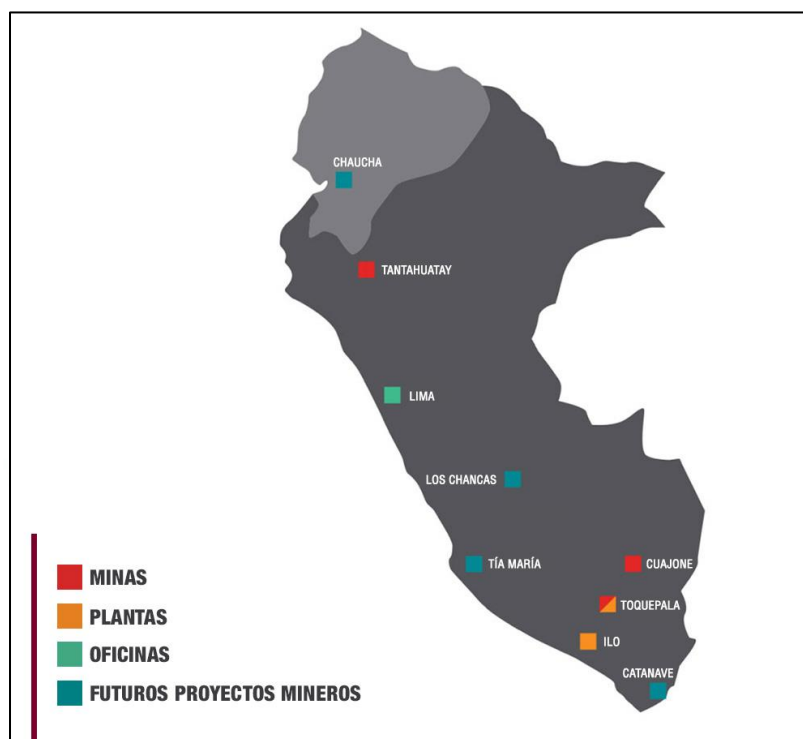 CHAUCHA
TANTAHUATAY
LIMA
LOS CHANCAS
TÍA MARÍA
CUAJONE
TOQUEPALA
ILO
CATANAVE
MINAS
PLANTAS
OFICINAS
FUTUROS PROYECTOS MINEROS